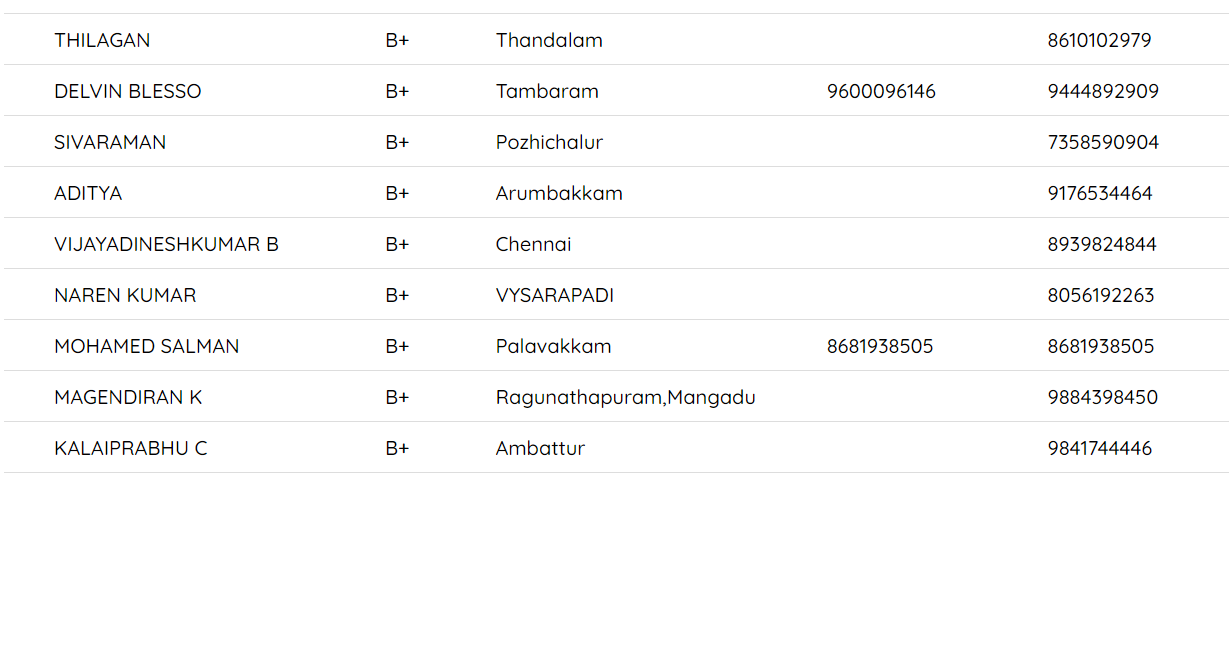 THILAGAN B+ Thandalam 8610102979
DELVIN BLESSO B+ Tambaram 9600096146 9444892909
SIVARAMAN B+ Pozhichalur 7358590904
ADITYA B+ Arumbakkam 9176534464
VIJAYADINESHKUMAR B B+ Chennai 8939824844
NAREN KUMAR B+ VYSARAPADI 8056192263
MOHAMED SALMAN B+ Palavakkam 8681938505 8681938505
MAGENDIRAN K B+ Ragunathapuram,Mangadu 9884398450
KALAIPRABHU C B+ Ambattur 9841744446